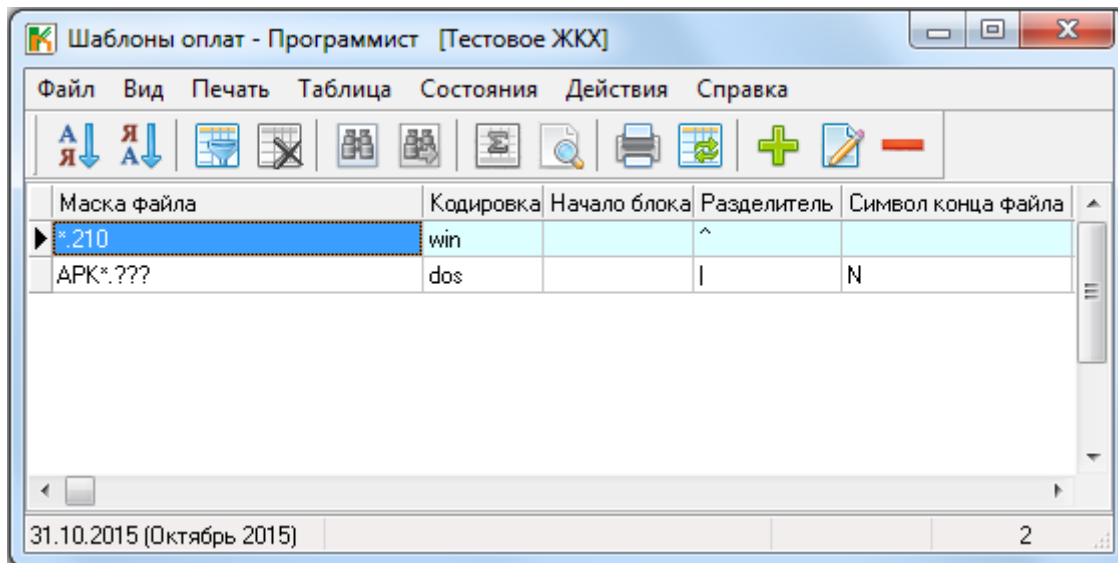 Шаблоны оплат - Программист [Тестовое ЖКХ]
Файл Вид Печать Таблица Состояния Действия Справка
Маска файла Кодировка Начало блока Разделитель Символ конца файла
*.210 win ^
APK*.??? dos | N
31.10.2015 (Октябрь 2015) 2